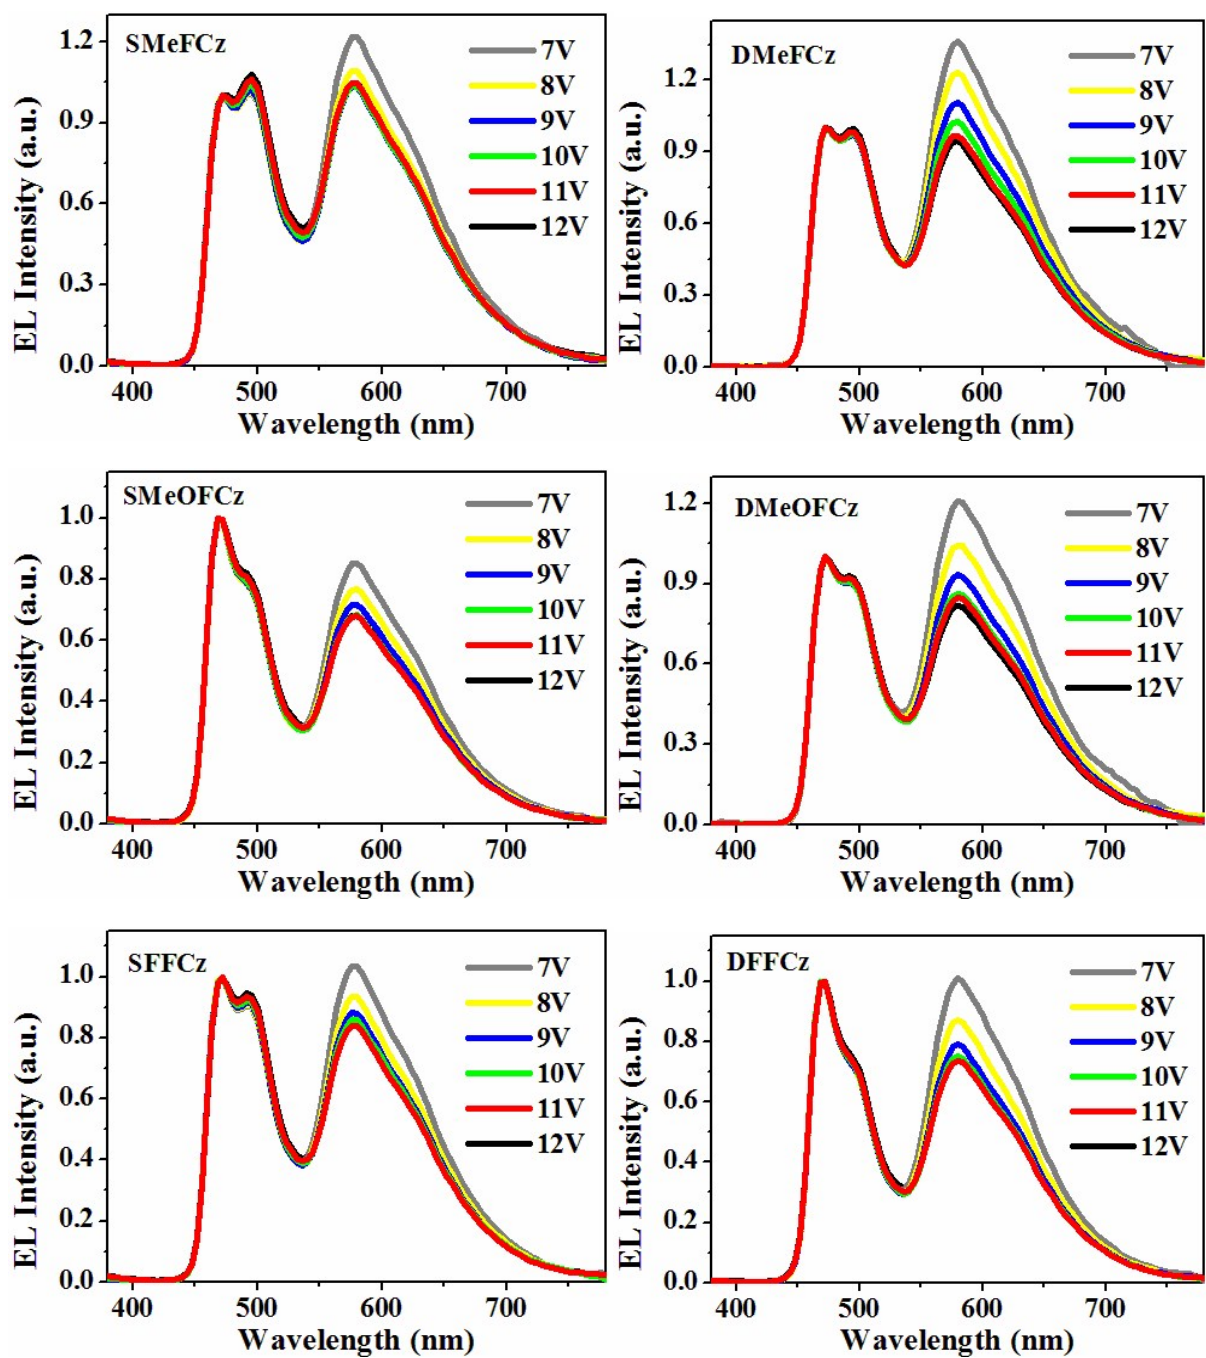 SMeFCz
7V
8V
9V
10V
11V
12V
1.2
0.9
0.6
0.3
0.0
400 500 600 700
Wavelength (nm)
EL Intensity (a.u.)
DMeFCz
7V
8V
9V
10V
11V
12V
1.2
0.9
0.6
0.3
0.0
400 500 600 700
Wavelength (nm)
EL Intensity (a.u.)
SMeOFCz
7V
8V
9V
10V
11V
12V
1.0
0.8
0.6
0.4
0.2
0.0
400 500 600 700
Wavelength (nm)
EL Intensity (a.u.)
DMeOFCz
7V
8V
9V
10V
11V
12V
1.2
0.9
0.6
0.3
0.0
400 500 600 700
Wavelength (nm)
EL Intensity (a.u.)
SFFCz
7V
8V
9V
10V
11V
12V
1.0
0.8
0.6
0.4
0.2
0.0
400 500 600 700
Wavelength (nm)
EL Intensity (a.u.)
DFFCz
7V
8V
9V
10V
11V
12V
1.0
0.8
0.6
0.4
0.2
0.0
400 500 600 700
Wavelength (nm)
EL Intensity (a.u.)